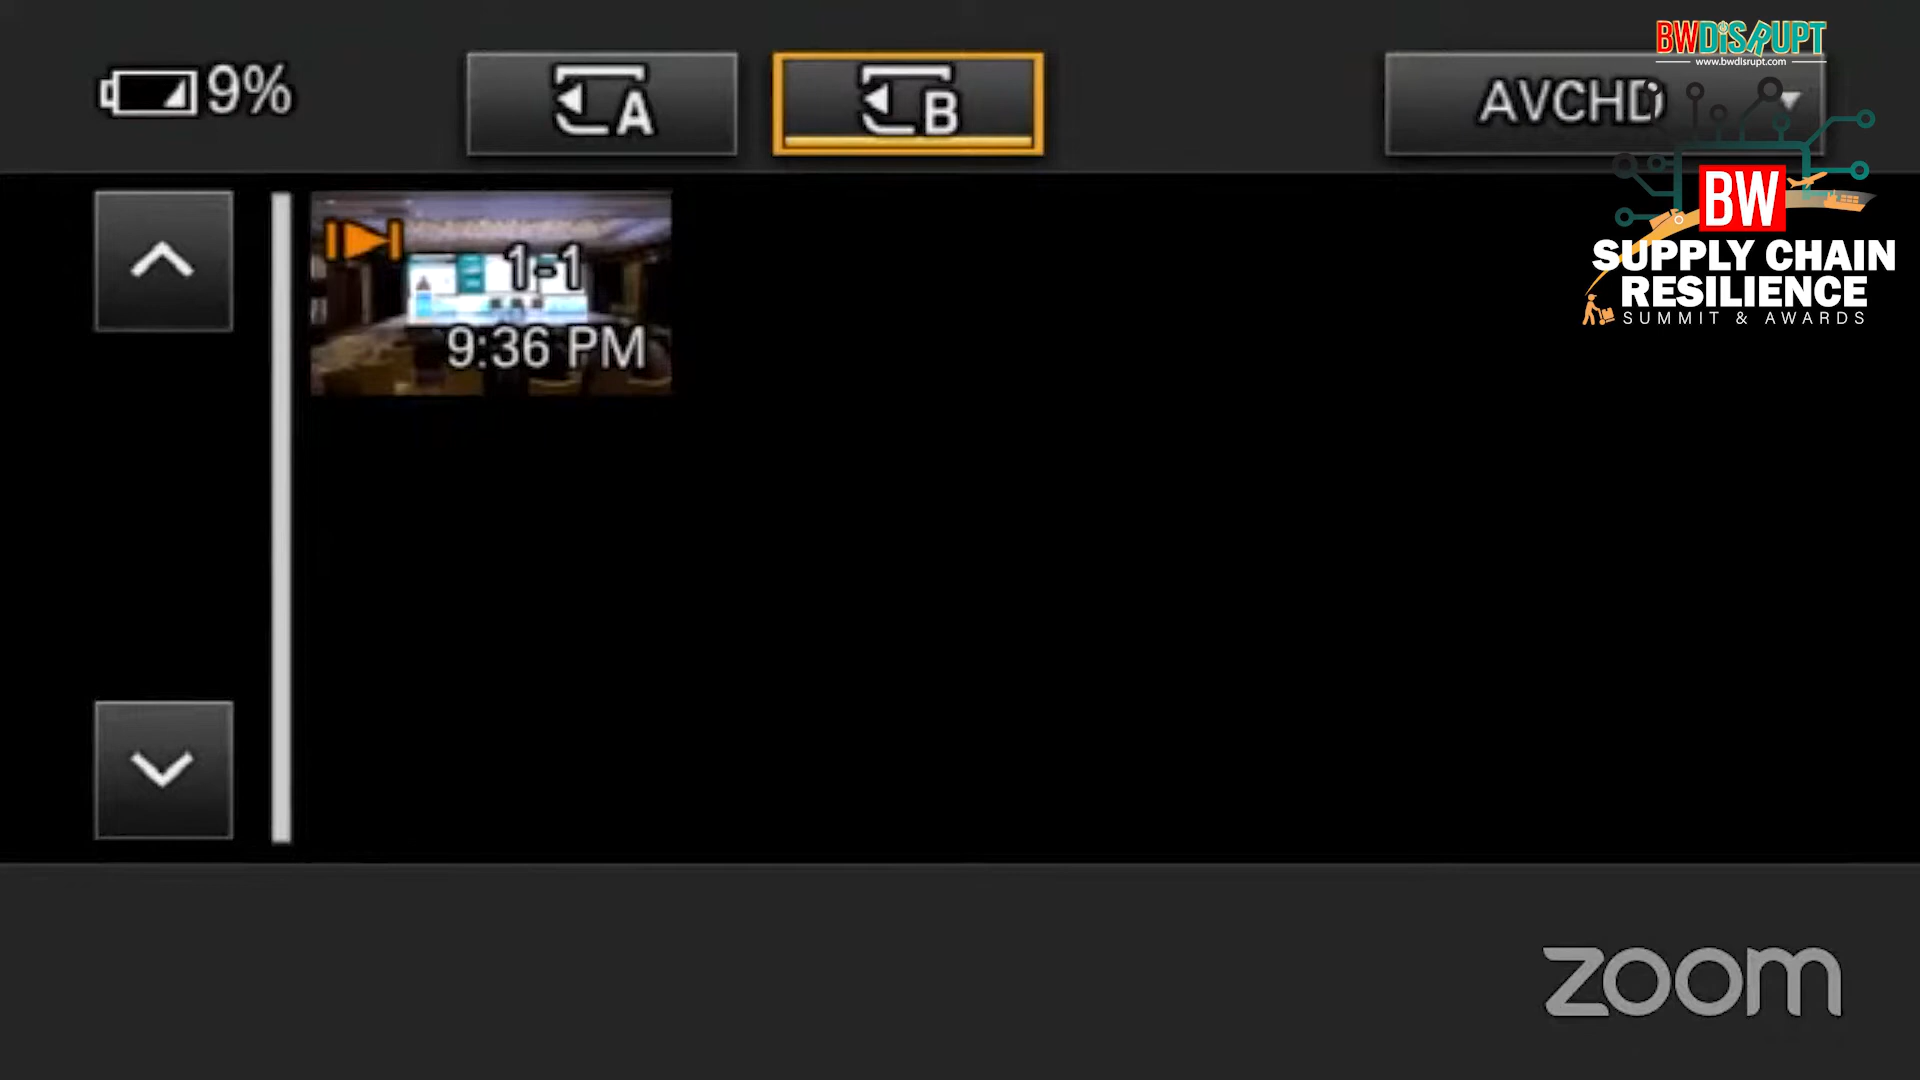 9%
A
B
AVCHD
BWDISRUPT
www.bwdisrupt.com
BW
SUPPLY CHAIN
RESILIENCE
SUMMIT & AWARDS
1-1
9:36 PM
zoom